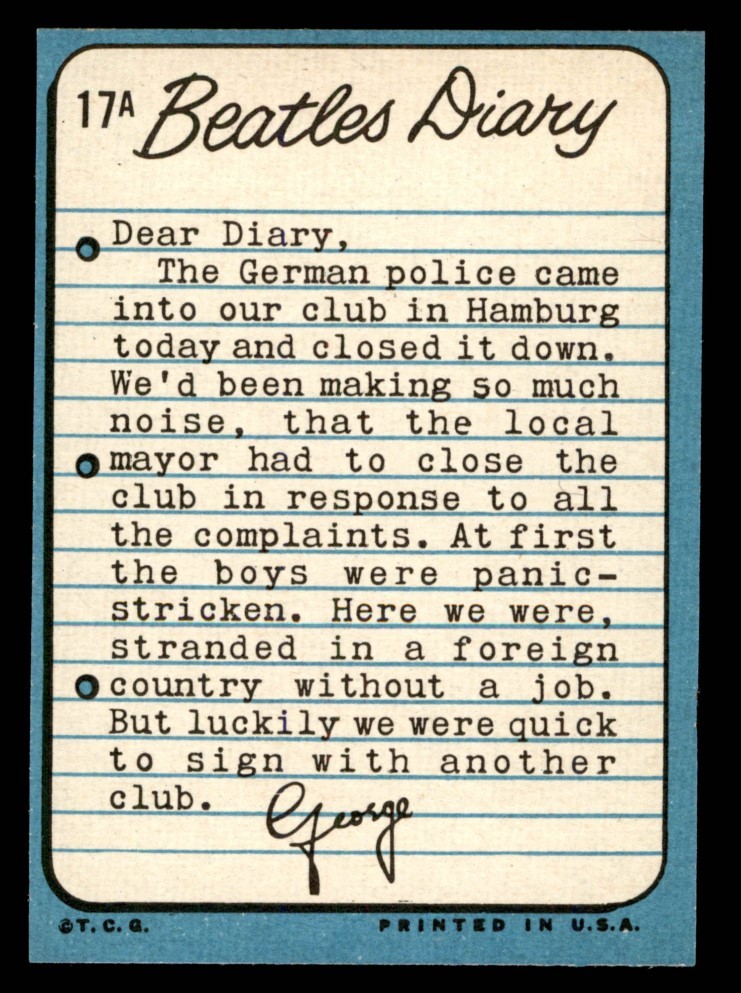 17A Beatles Diary
Dear Diary,
The German police came
into our club in Hamburg
today and closed it down.
We'd been making so much
noise, that the local
mayor had to close the
club in response to all
the complaints. At first
the boys were panic-
stricken. Here we were,
stranded in a foreign
country without a job.
But luckily we were quick
to sign with another
club. George
©T.C.G. PRINTED IN U.S.A.